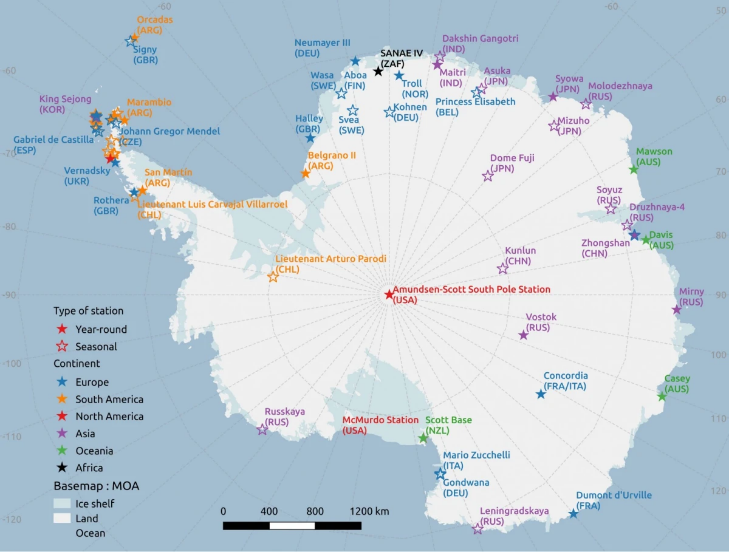 -60
-60
50
Orcadas
(ARG)
Signy
(GBR)
Neumayer III
(DEU)
SANAE IV
(ZAF)
Dakshin Gangotri
(IND)
Maitri
(IND)
Asuka
(JPN)
Syowa
(JPN)
Molodezhnaya
(RUS)
-60
60
Wasa
(SWE)
Aboa
(FIN)
Troll
(NOR)
Princess Elisabeth
(BEL)
Svea
(SWE)
Kohnen
(DEU)
Mizuho
(JPN)
King Sejong
(KOR)
Marambio
(ARG)
Halley
(GBR)
Johann Gregor Mendel
(CZE)
Gabriel de Castilla
(ESP)
-70
70
Mawson
(AUS)
Belgrano II
(ARG)
Dome Fuji
(JPN)
Vernadsky
(UKR)
San Martín
(ARG)
Rothera
(GBR)
Lieutenant Luis Carvajal Villarroel
(CHL)
Soyuz
(RUS)
Druzhnaya-4
(RUS)
-80
80
Zhongshan
(CHN)
Davis
(AUS)
Lieutenant Arturo Parodi
(CHL)
Kunlun
(CHN)
-90
90
Amundsen-Scott South Pole Station
(USA)
Mirny
(RUS)
Vostok
(RUS)
Type of station
Year-round
Seasonal
Continent
Europe
South America
North America
Asia
Oceania
Africa
Basemap : MOA
Ice shelf
Land
Ocean
-100
100
Concordia
(FRA/ITA)
Casey
(AUS)
-110
110
Russkaya
(RUS)
McMurdo Station
(USA)
Scott Base
(NZL)
Mario Zucchelli
(ITA)
Gondwana
(DEU)
-120
120
Dumont d'Urville
(FRA)
Leningradskaya
(RUS)
0
400
800
1200 km